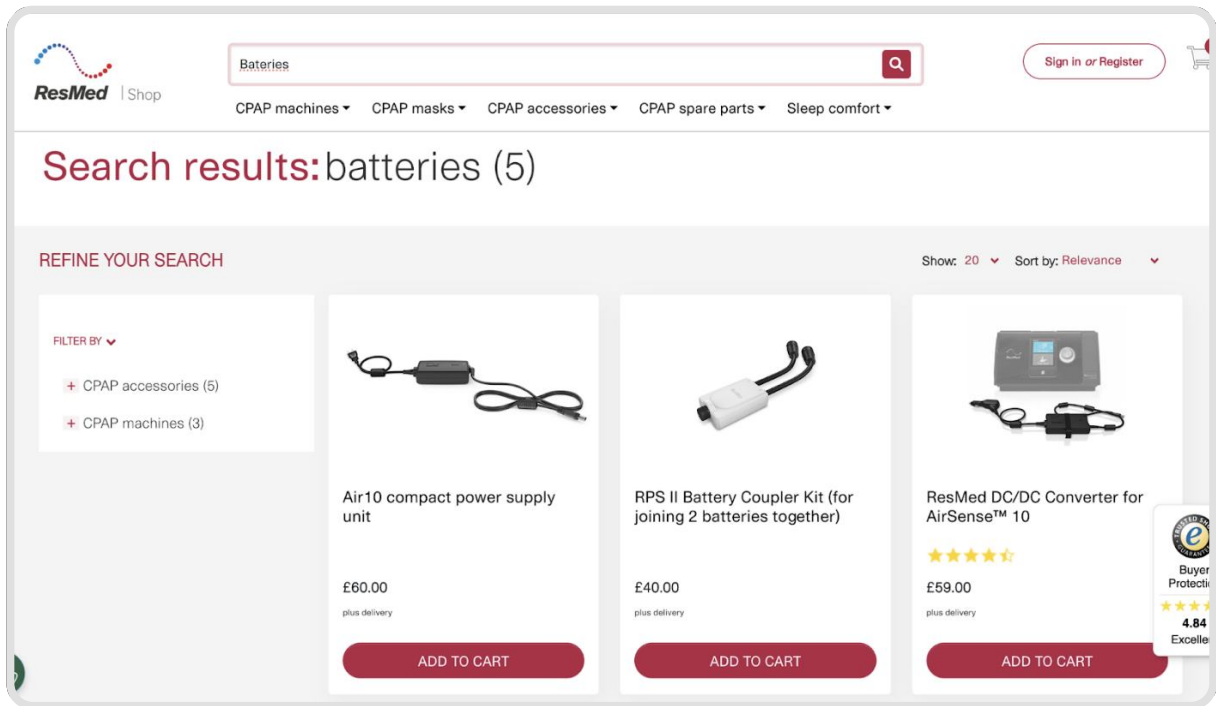 ResMed | Shop
Bateries
Sign in or Register
CPAP machines CPAP masks CPAP accessories CPAP spare parts Sleep comfort
Search results: batteries (5)
REFINE YOUR SEARCH
Show: 20 Sort by: Relevance
FILTER BY
+ CPAP accessories (5)
+ CPAP machines (3)
Air10 compact power supply
unit
£60.00
plus delivery
ADD TO CART
RPS II Battery Coupler Kit (for
joining 2 batteries together)
£40.00
plus delivery
ADD TO CART
ResMed DC/DC Converter for
AirSense™ 10
£59.00
plus delivery
ADD TO CART
e
Buyer
Protecti
4.84
Excelle